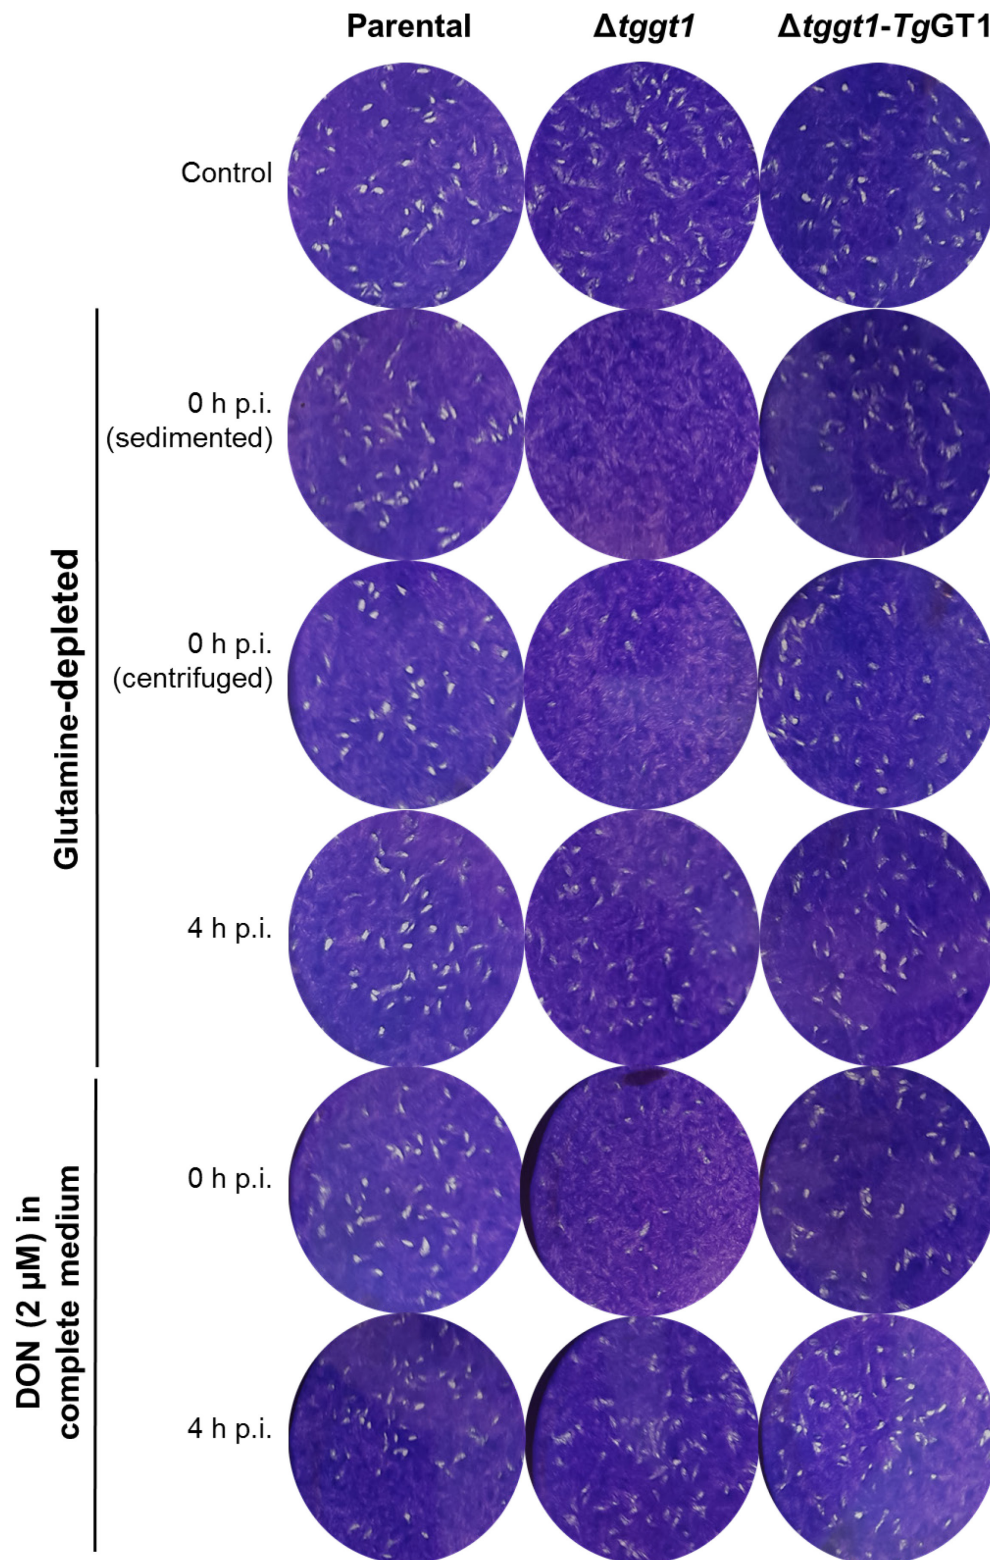 Parental Δtggt1 Δtggt1-TgGT1
Control
Glutamine-depleted
0 h p.i.
(sedimented)
0 h p.i.
(centrifuged)
4 h p.i.
DON (2 µM) in
complete medium
0 h p.i.
4 h p.i.